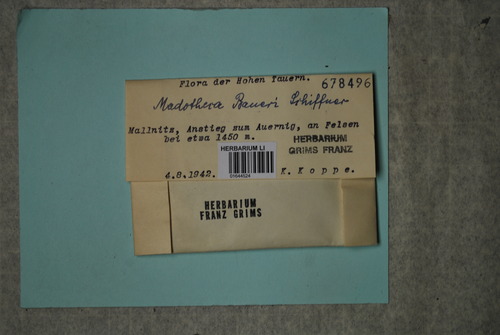 Flora der Hohen Tauern.
678496
Madotheca Baueri Schiffner
Mallnitz, Anstieg zum Auernig, an Felsen
bei etwa 1450 m.
HERBARIUM
GRIMS FRANZ
HERBARIUM LI
4.8.1942.
K. Koppe.
HERBARIUM
FRANZ GRIMS